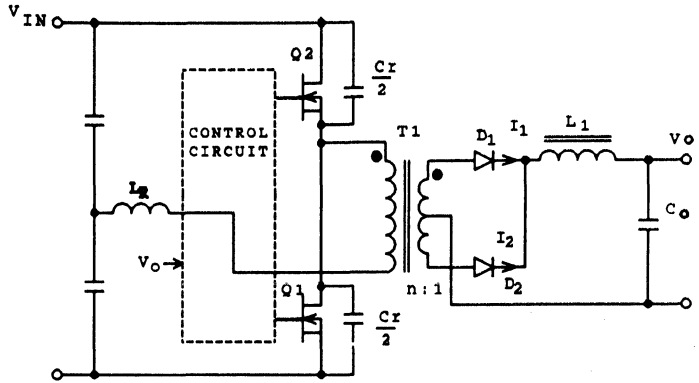 VIN
Q2
Cr
2
CONTROL
CIRCUIT
T1
D1
I1
L1
Vo
LR
Co
Vo
I2
D2
Q1
n:1
Cr
2